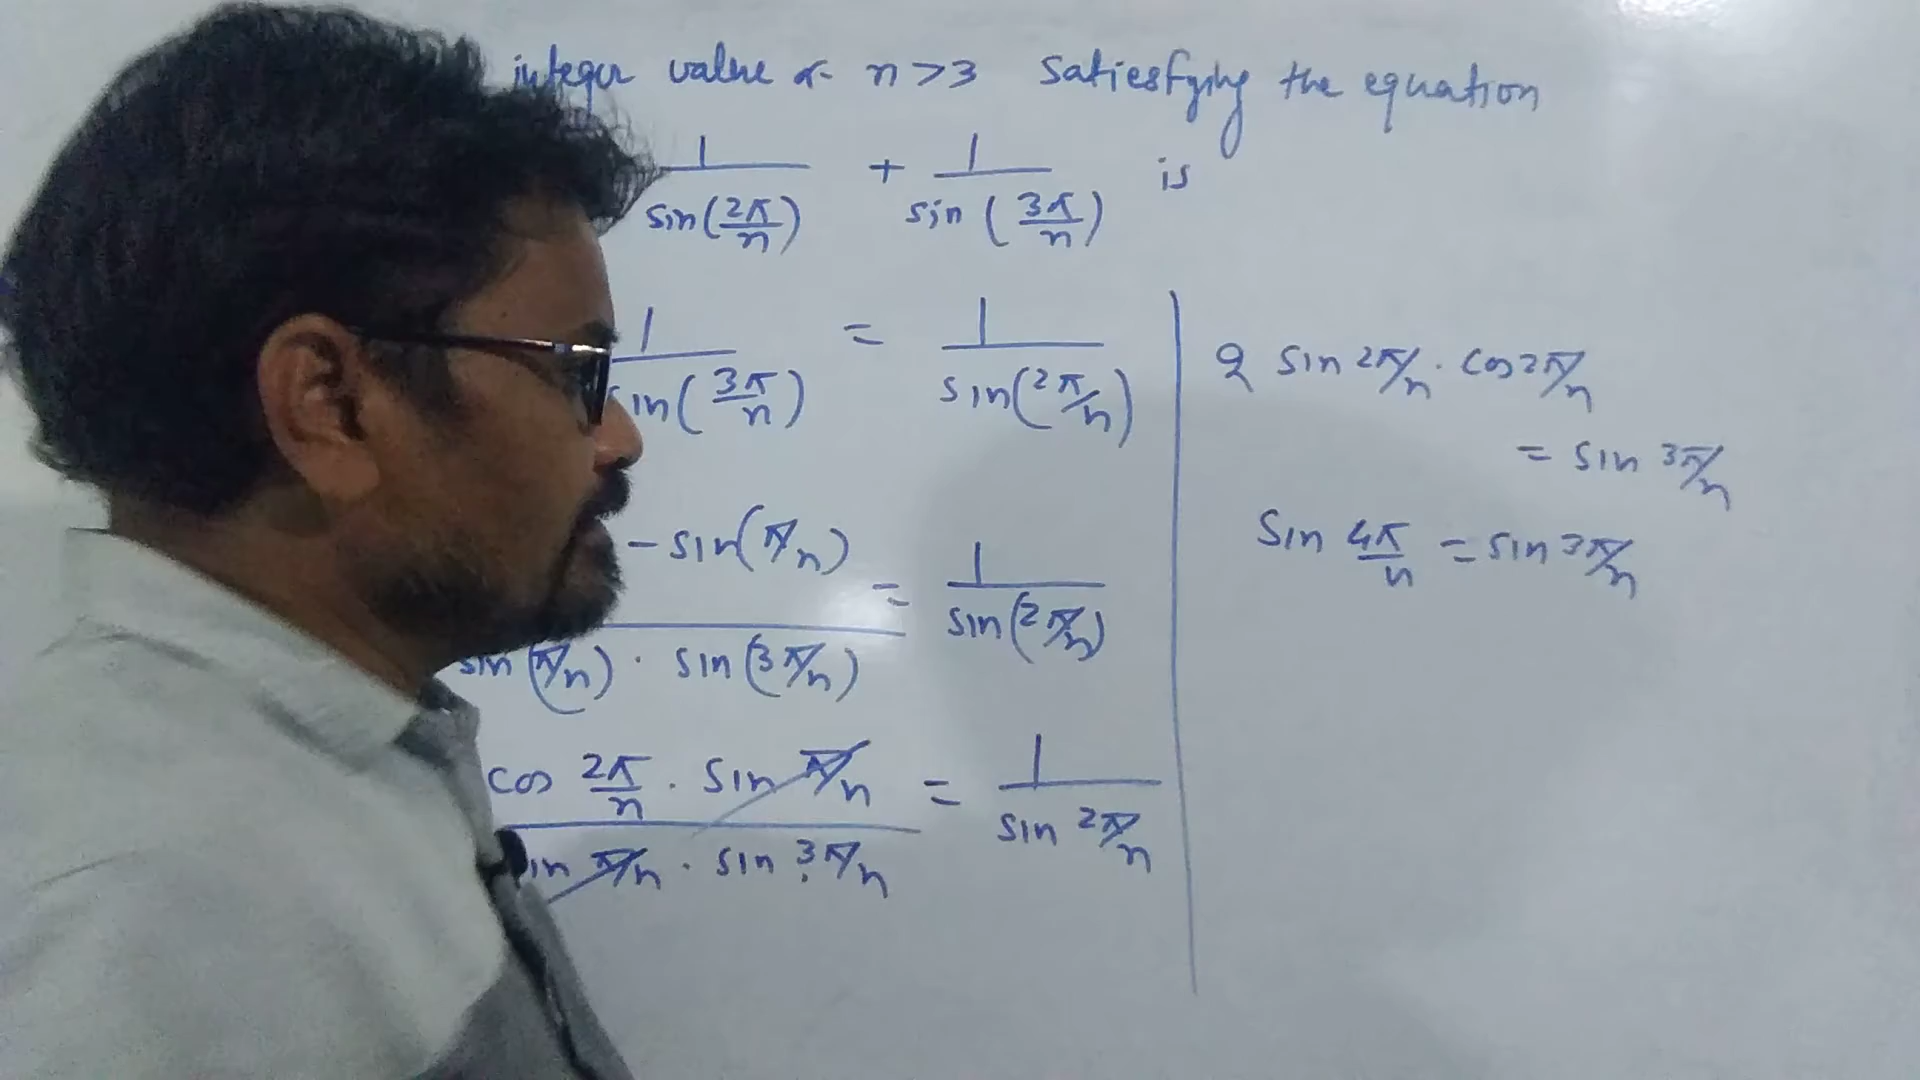 integer value of n>3 Satiesfying the equation
1/sin(2π/n) + 1/sin(3π/n) is
1/sin(3π/n) = 1/sin(2π/n)
- sin(π/n) / sin(π/n) · sin(3π/n) = 1/sin(2π/n)
cos 2π/n · sin π/n / in π/n · sin 3π/n = 1/sin 2π/n
2 sin 2π/n · cos 2π/n
= sin 3π/n
Sin 4π/n = sin 3π/n